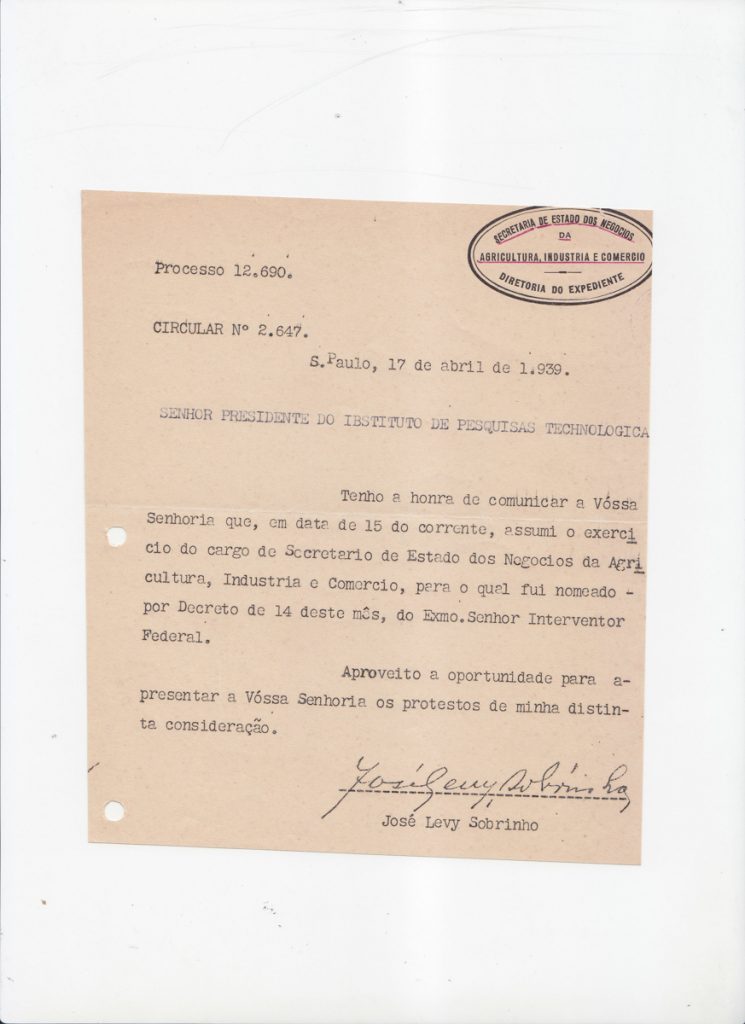 SECRETARIA DE ESTADO DOS NEGOCIOS
DA
AGRICULTURA, INDUSTRIA E COMERCIO
DIRETORIA DO EXPEDIENTE
Processo 12.690.
CIRCULAR Nº 2.647.
S.Paulo, 17 de abril de 1.939.
SENHOR PRESIDENTE DO IBSTITUTO DE PESQUISAS TECHNOLOGICA
Tenho a honra de comunicar a Vóssa
Senhoria que, em data de 15 do corrente, assumi o exerci
cio do cargo de Secretario de Estado dos Negocios da Agri
cultura, Industria e Comercio, para o qual fui nomeado -
por Decreto de 14 deste mês, do Exmo.Senhor Interventor
Federal.
Aproveito a oportunidade para a-
presentar a Vóssa Senhoria os protestos de minha distin-
ta consideração.
José Levy Sobrinho
José Levy Sobrinho